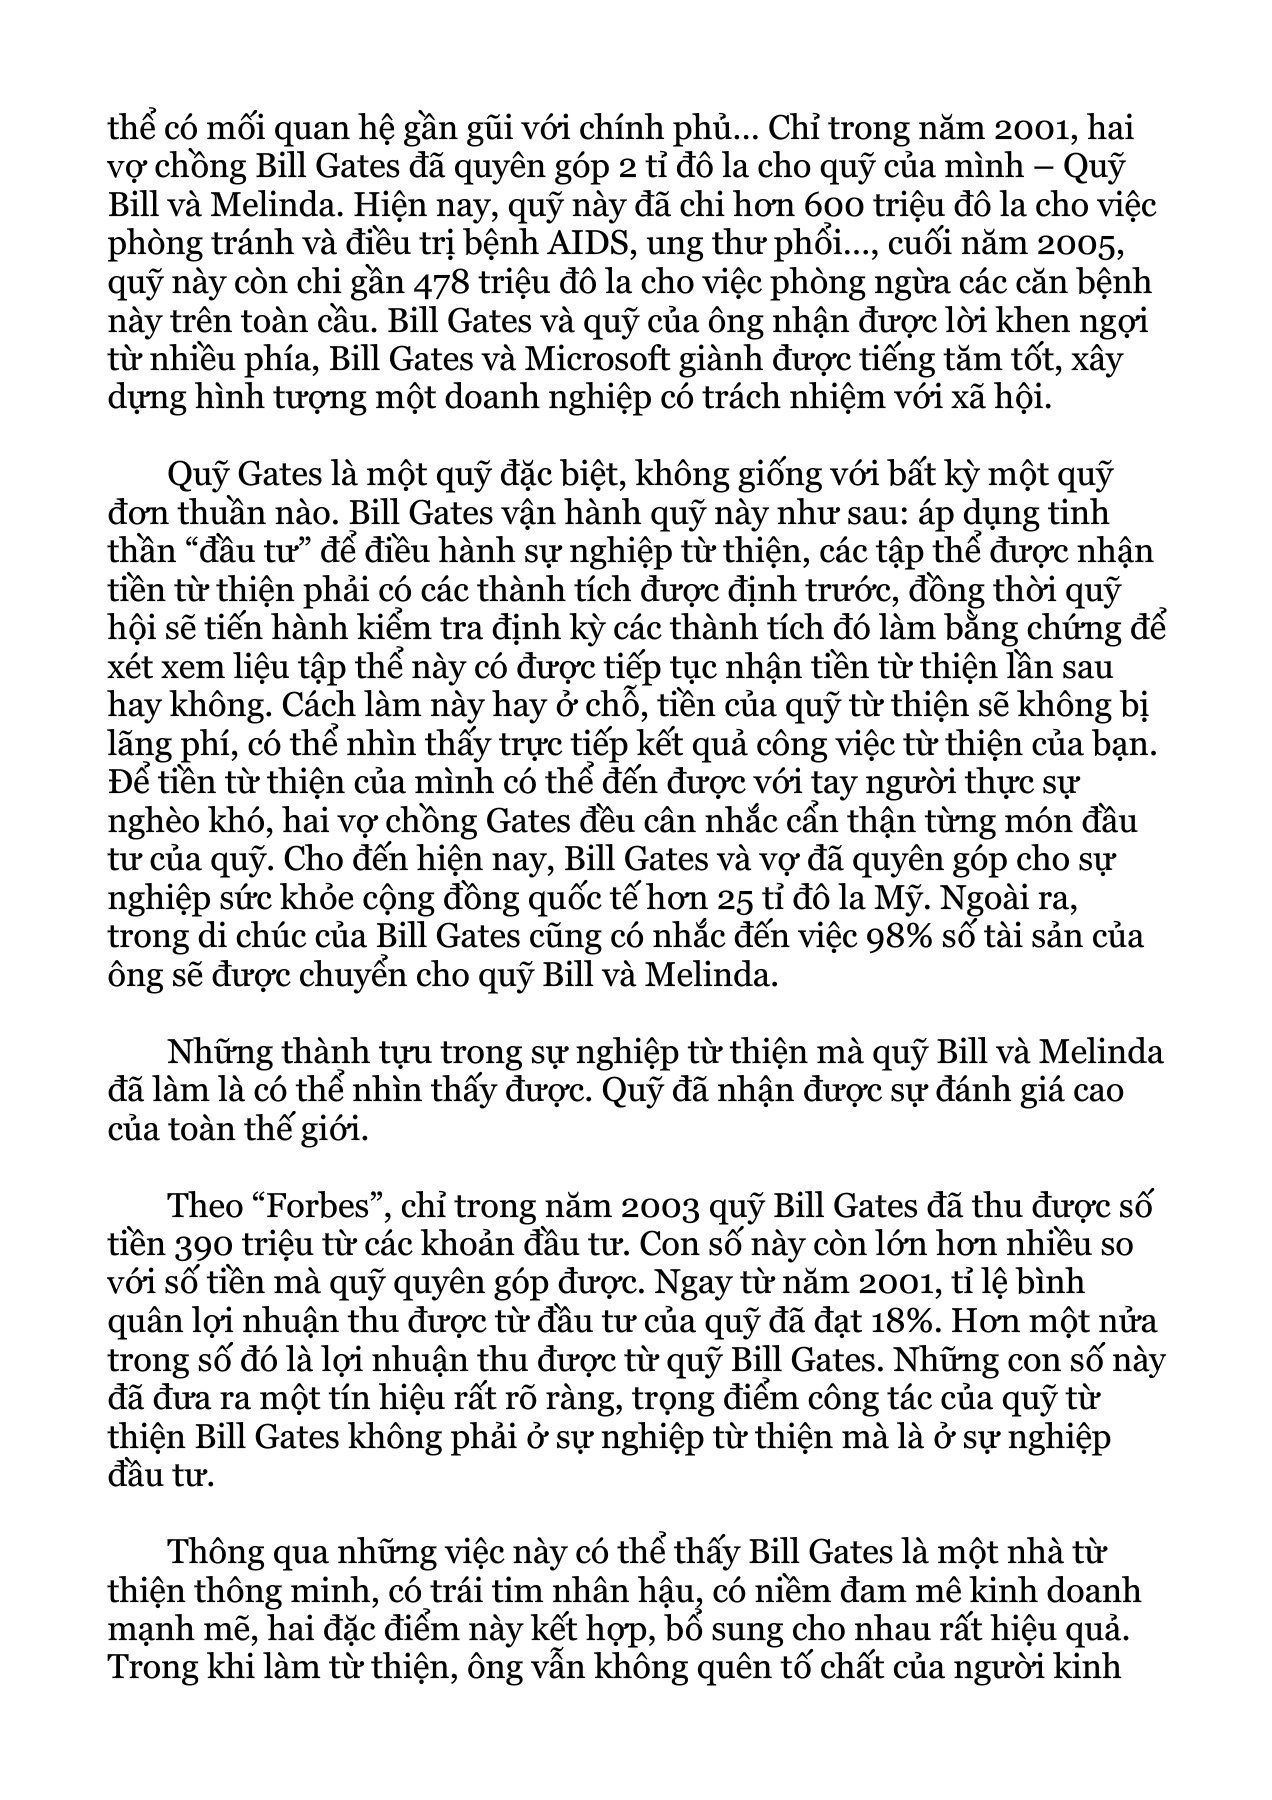 thể có mối quan hệ gần gũi với chính phủ... Chỉ trong năm 2001, hai
vợ chồng Bill Gates đã quyên góp 2 tỉ đô la cho quỹ của mình – Quỹ
Bill và Melinda. Hiện nay, quỹ này đã chi hơn 600 triệu đô la cho việc
phòng tránh và điều trị bệnh AIDS, ung thư phổi..., cuối năm 2005,
quỹ này còn chi gần 478 triệu đô la cho việc phòng ngừa các căn bệnh
này trên toàn cầu. Bill Gates và quỹ của ông nhận được lời khen ngợi
từ nhiều phía, Bill Gates và Microsoft giành được tiếng tăm tốt, xây
dựng hình tượng một doanh nghiệp có trách nhiệm với xã hội.
Quỹ Gates là một quỹ đặc biệt, không giống với bất kỳ một quỹ
đơn thuần nào. Bill Gates vận hành quỹ này như sau: áp dụng tinh
thần “đầu tư” để điều hành sự nghiệp từ thiện, các tập thể được nhận
tiền từ thiện phải có các thành tích được định trước, đồng thời quỹ
hội sẽ tiến hành kiểm tra định kỳ các thành tích đó làm bằng chứng để
xét xem liệu tập thể này có được tiếp tục nhận tiền từ thiện lần sau
hay không. Cách làm này hay ở chỗ, tiền của quỹ từ thiện sẽ không bị
lãng phí, có thể nhìn thấy trực tiếp kết quả công việc từ thiện của bạn.
Để tiền từ thiện của mình có thể đến được với tay người thực sự
nghèo khó, hai vợ chồng Gates đều cân nhắc cẩn thận từng món đầu
tư của quỹ. Cho đến hiện nay, Bill Gates và vợ đã quyên góp cho sự
nghiệp sức khỏe cộng đồng quốc tế hơn 25 tỉ đô la Mỹ. Ngoài ra,
trong di chúc của Bill Gates cũng có nhắc đến việc 98% số tài sản của
ông sẽ được chuyển cho quỹ Bill và Melinda.
Những thành tựu trong sự nghiệp từ thiện mà quỹ Bill và Melinda
đã làm là có thể nhìn thấy được. Quỹ đã nhận được sự đánh giá cao
của toàn thế giới.
Theo “Forbes”, chỉ trong năm 2003 quỹ Bill Gates đã thu được số
tiền 390 triệu từ các khoản đầu tư. Con số này còn lớn hơn nhiều so
với số tiền mà quỹ quyên góp được. Ngay từ năm 2001, tỉ lệ bình
quân lợi nhuận thu được từ đầu tư của quỹ đã đạt 18%. Hơn một nửa
trong số đó là lợi nhuận thu được từ quỹ Bill Gates. Những con số này
đã đưa ra một tín hiệu rất rõ ràng, trọng điểm công tác của quỹ từ
thiện Bill Gates không phải ở sự nghiệp từ thiện mà là ở sự nghiệp
đầu tư.
Thông qua những việc này có thể thấy Bill Gates là một nhà từ
thiện thông minh, có trái tim nhân hậu, có niềm đam mê kinh doanh
mạnh mẽ, hai đặc điểm này kết hợp, bổ sung cho nhau rất hiệu quả.
Trong khi làm từ thiện, ông vẫn không quên tố chất của người kinh